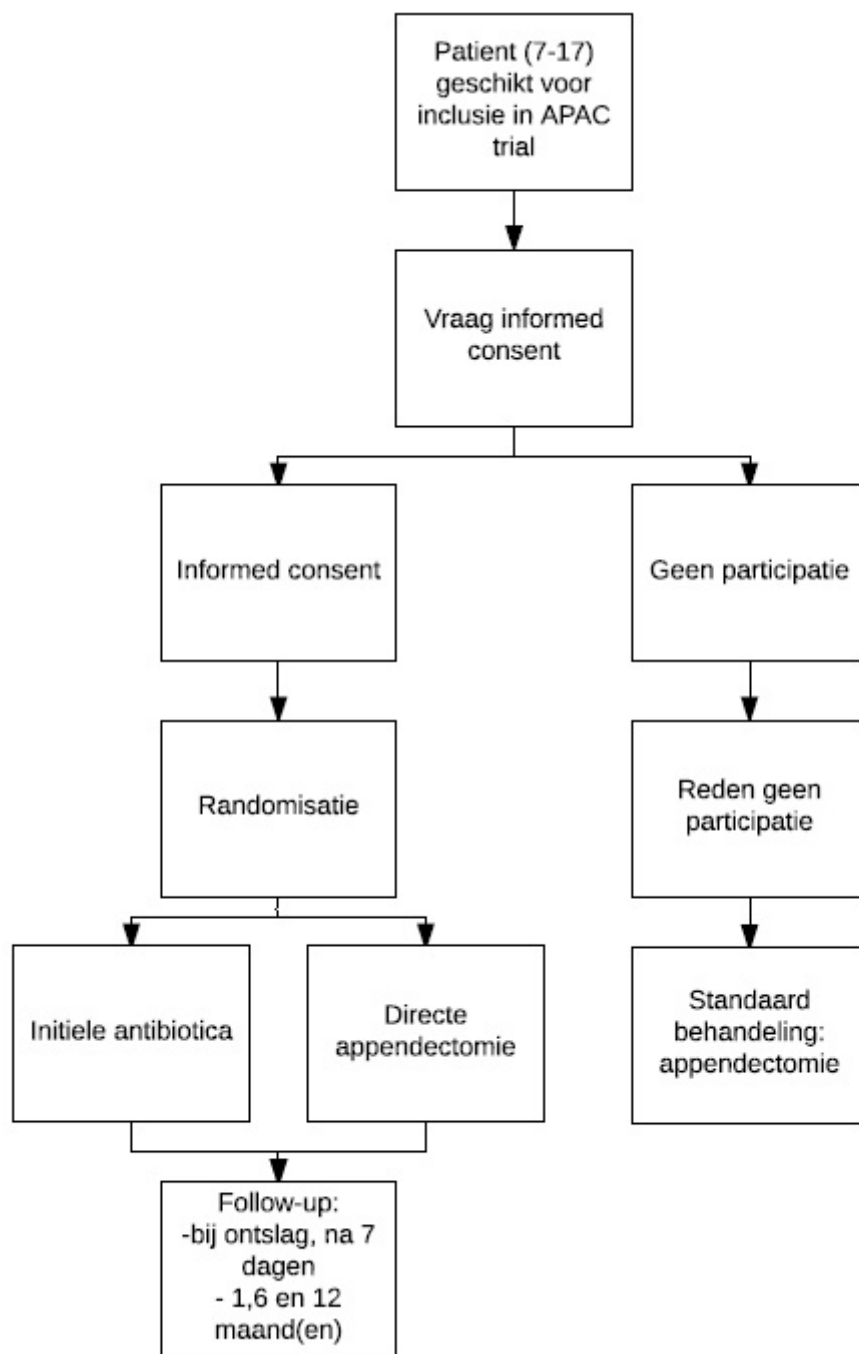 Patient (7-17)
geschikt voor
inclusie in APAC
trial
Vraag informed
consent
Informed consent
Geen participatie
Randomisatie
Reden geen
participatie
Initiele antibiotica
Directe
appendectomie
Standaard
behandeling:
appendectomie
Follow-up:
-bij ontslag, na 7
dagen
- 1,6 en 12
maand(en)